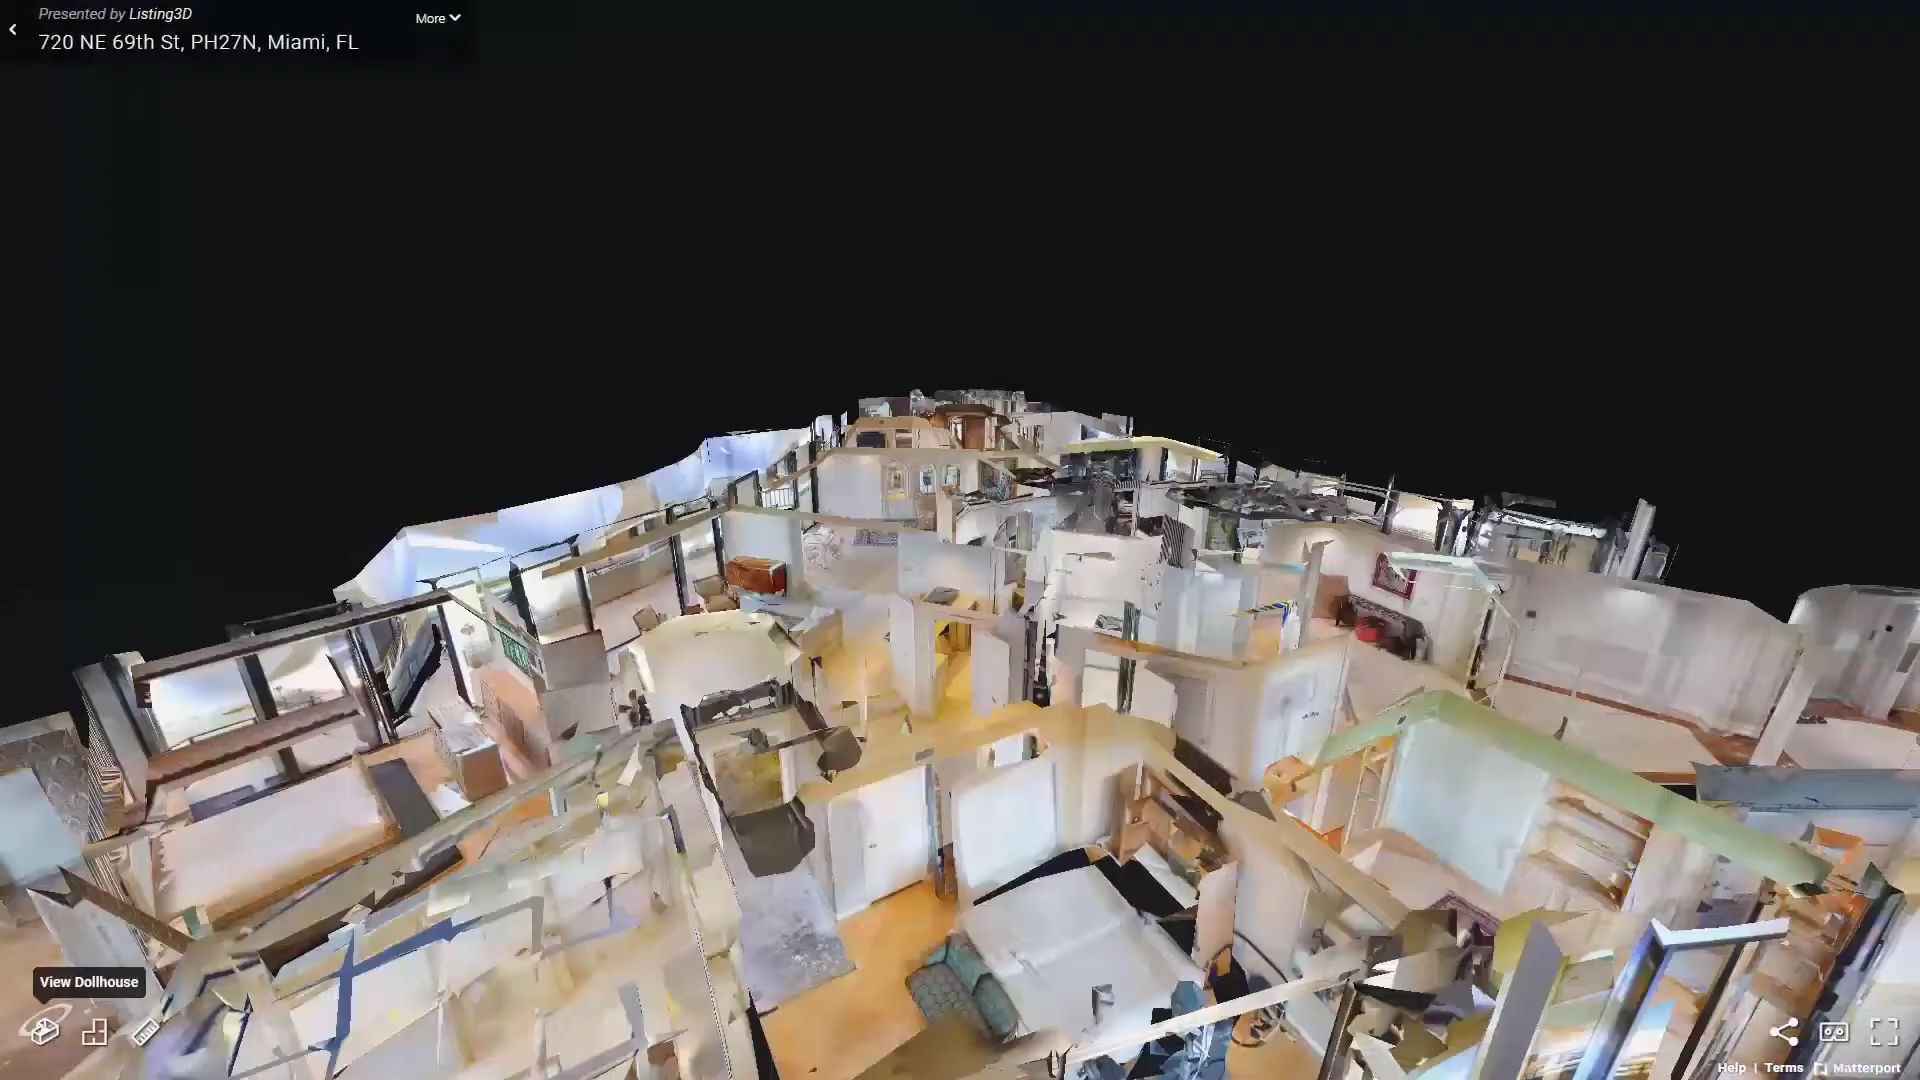 Presented by Listing3D
More
720 NE 69th St, PH27N, Miami, FL
View Dollhouse
Help | Terms
Matterport